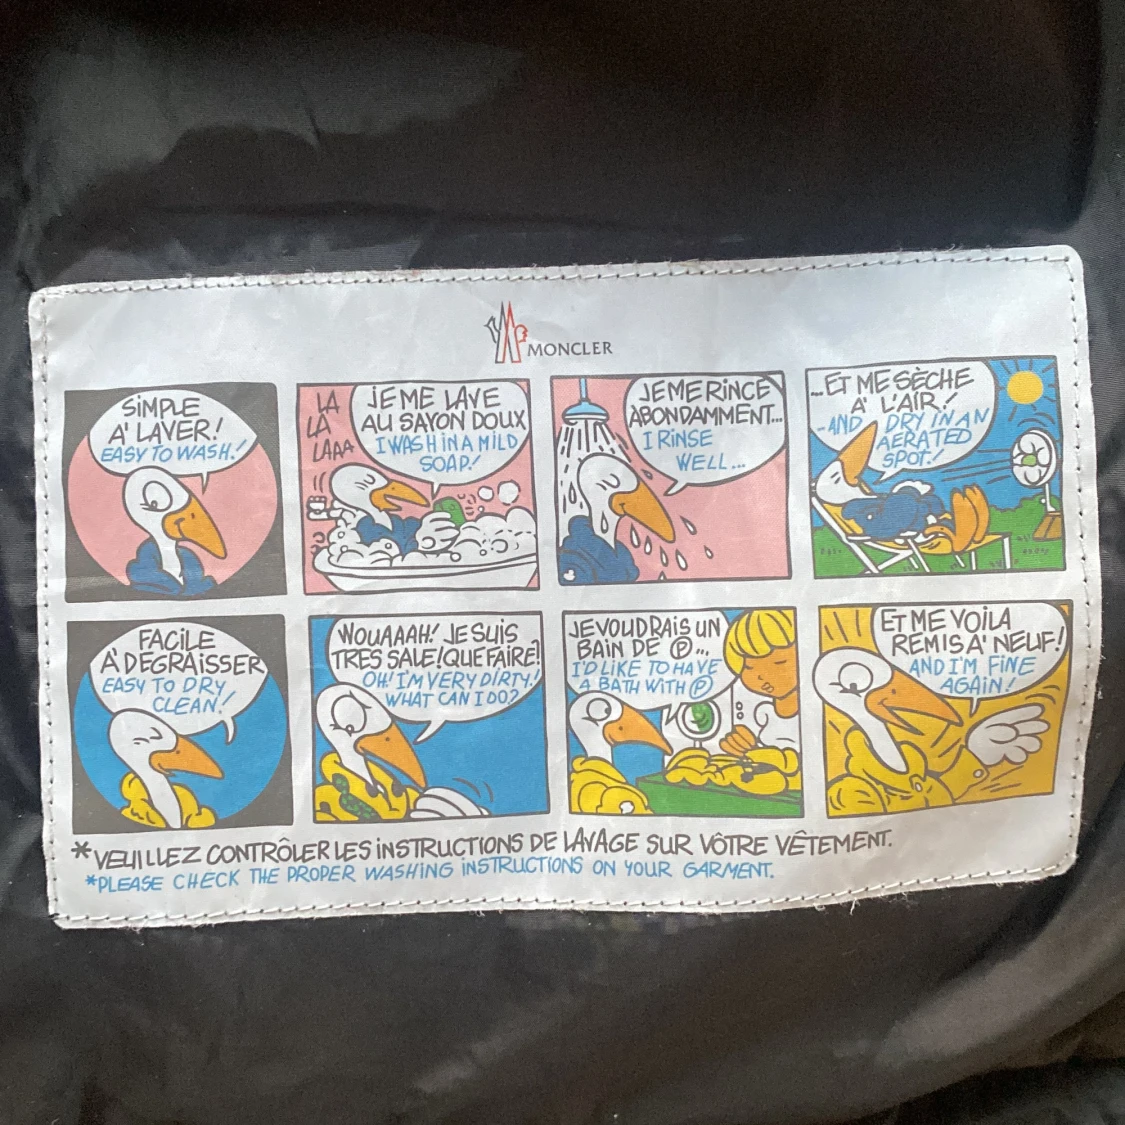 MONCLER
SIMPLE
A' LAVER!
EASY TO WASH!
LA
LÀ
LAAA
JE ME LAVE
AU SAVON DOUX
I WASH IN A MILD
SOAP!
JE ME RINCE
ABONDAMMENT...
I RINSE
WELL...
...ET ME SÈCHE
A' L'AIR!
...AND DRY IN AN
AERATED
SPOT!
FACILE
A' DEGRAISSER
EASY TO DRY
CLEAN!
WOUAAAH! JE SUIS
TRES SALE! QUE FAIRE?
OH! I'M VERY DIRTY!
WHAT CAN I DO?
JE VOUDRAIS UN
BAIN DE Ⓟ...
I'D LIKE TO HAVE
A BATH WITH Ⓟ
ET ME VOILA
REMIS A' NEUF!
AND I'M FINE
AGAIN!
*VEUILLEZ CONTRÔLER LES INSTRUCTIONS DE LAVAGE SUR VÔTRE VÊTEMENT.
*PLEASE CHECK THE PROPER WASHING INSTRUCTIONS ON YOUR GARMENT.